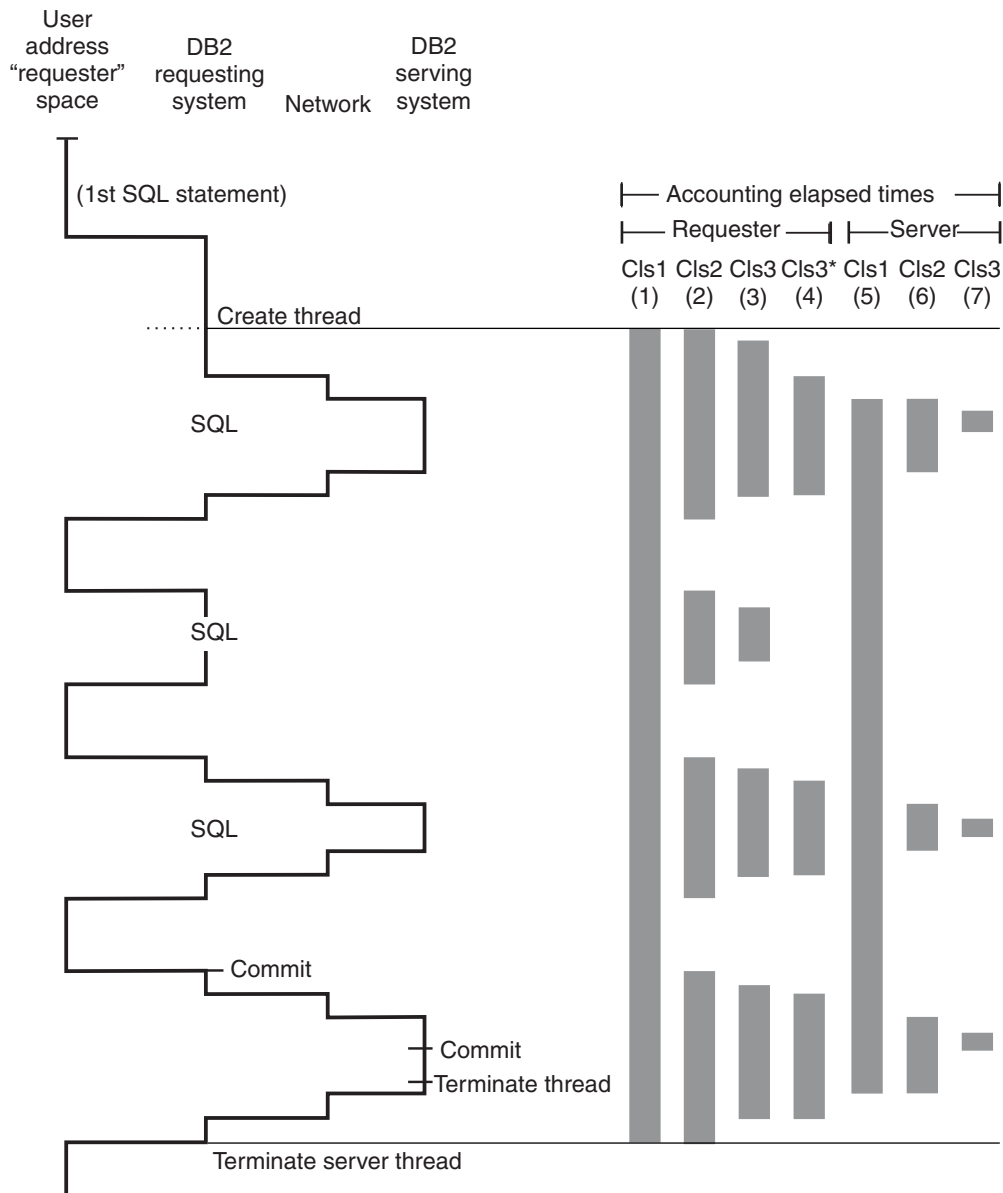 User
address
“requester”
space
DB2
requesting
system
Network
DB2
serving
system
(1st SQL statement)
Accounting elapsed times
Requester
Server
Cls1
(1)
Cls2
(2)
Cls3
(3)
Cls3*
(4)
Cls1
(5)
Cls2
(6)
Cls3
(7)
Create thread
SQL
SQL
SQL
Commit
Commit
Terminate thread
Terminate server thread